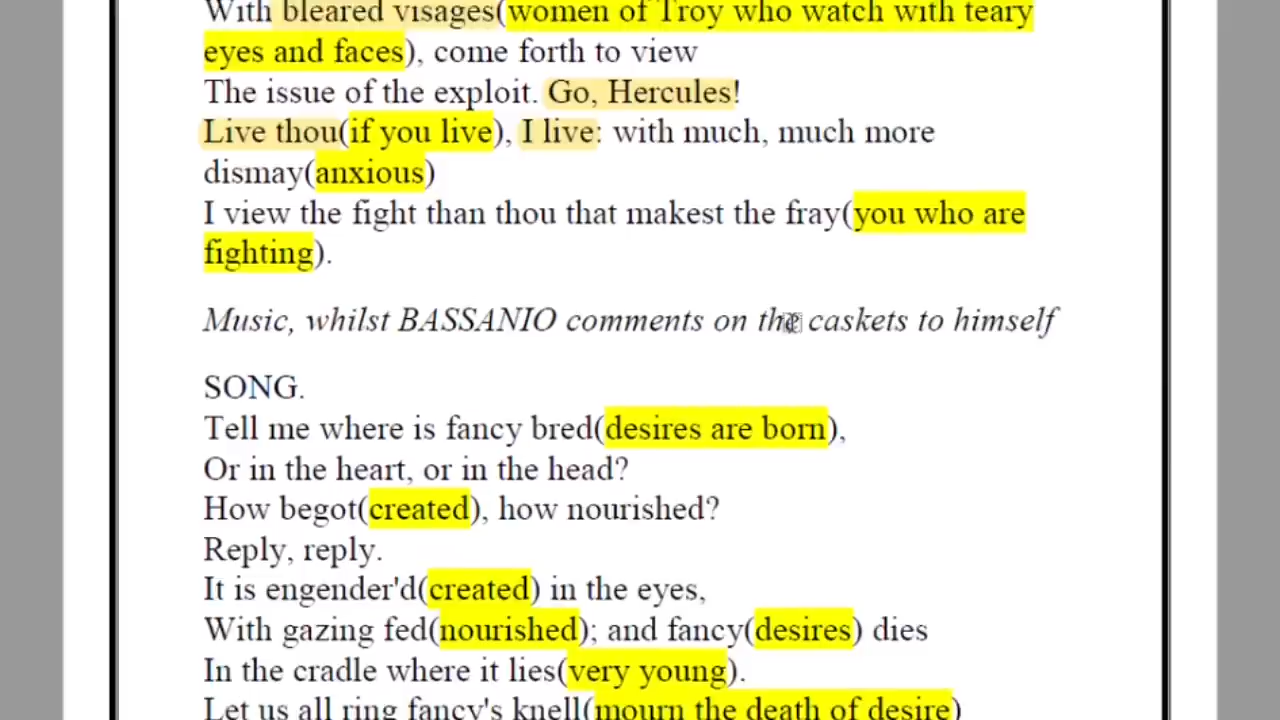 With bleared visages(women of Troy who watch with teary
eyes and faces), come forth to view
The issue of the exploit. Go, Hercules!
Live thou(if you live), I live: with much, much more
dismay(anxious)
I view the fight than thou that makest the fray(you who are
fighting).
Music, whilst BASSANIO comments on the caskets to himself
SONG.
Tell me where is fancy bred(desires are born),
Or in the heart, or in the head?
How begot(created), how nourished?
Reply, reply.
It is engender'd(created) in the eyes,
With gazing fed(nourished); and fancy(desires) dies
In the cradle where it lies(very young).
Let us all ring fancy's knell(mourn the death of desire)